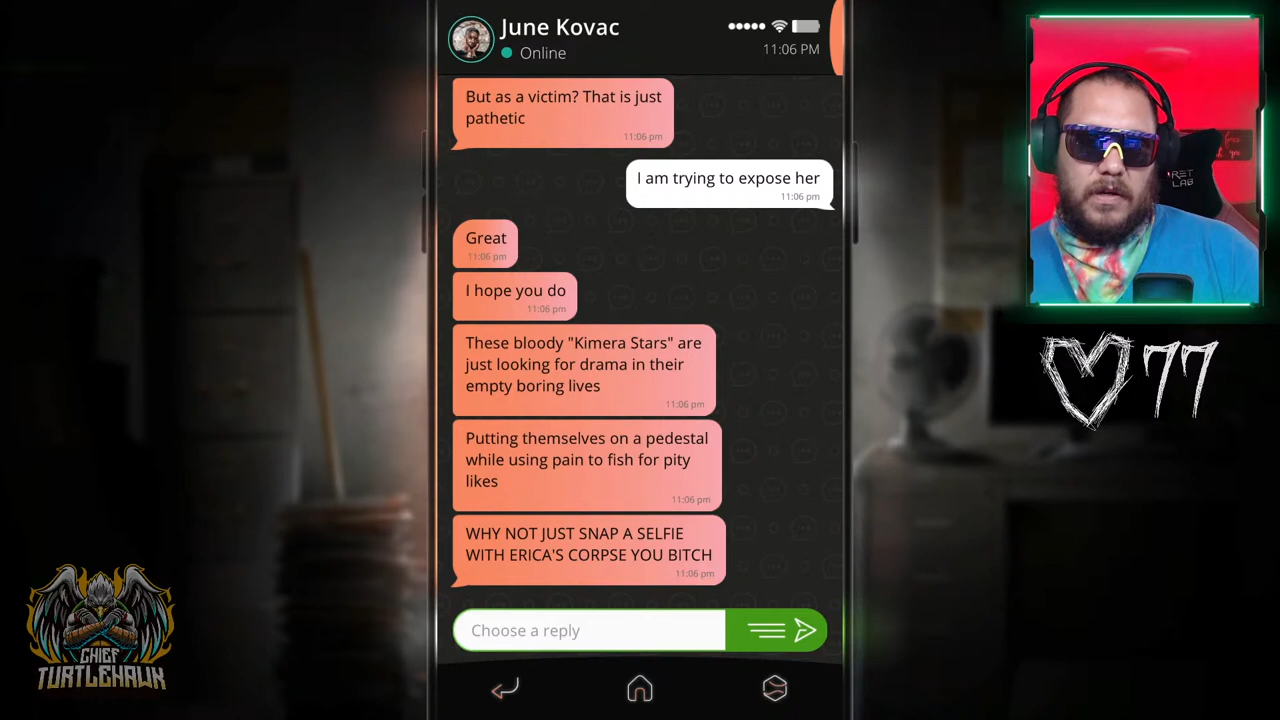 June Kovac
Online
11:06 PM
But as a victim? That is just
pathetic
11:06 pm
I am trying to expose her
11:06 pm
Great
11:06 pm
I hope you do
11:06 pm
These bloody "Kimera Stars" are
just looking for drama in their
empty boring lives
11:06 pm
Putting themselves on a pedestal
while using pain to fish for pity
likes
11:06 pm
WHY NOT JUST SNAP A SELFIE
WITH ERICA'S CORPSE YOU BITCH
11:06 pm
Choose a reply
77
CHIEF
TURTLEHAWK